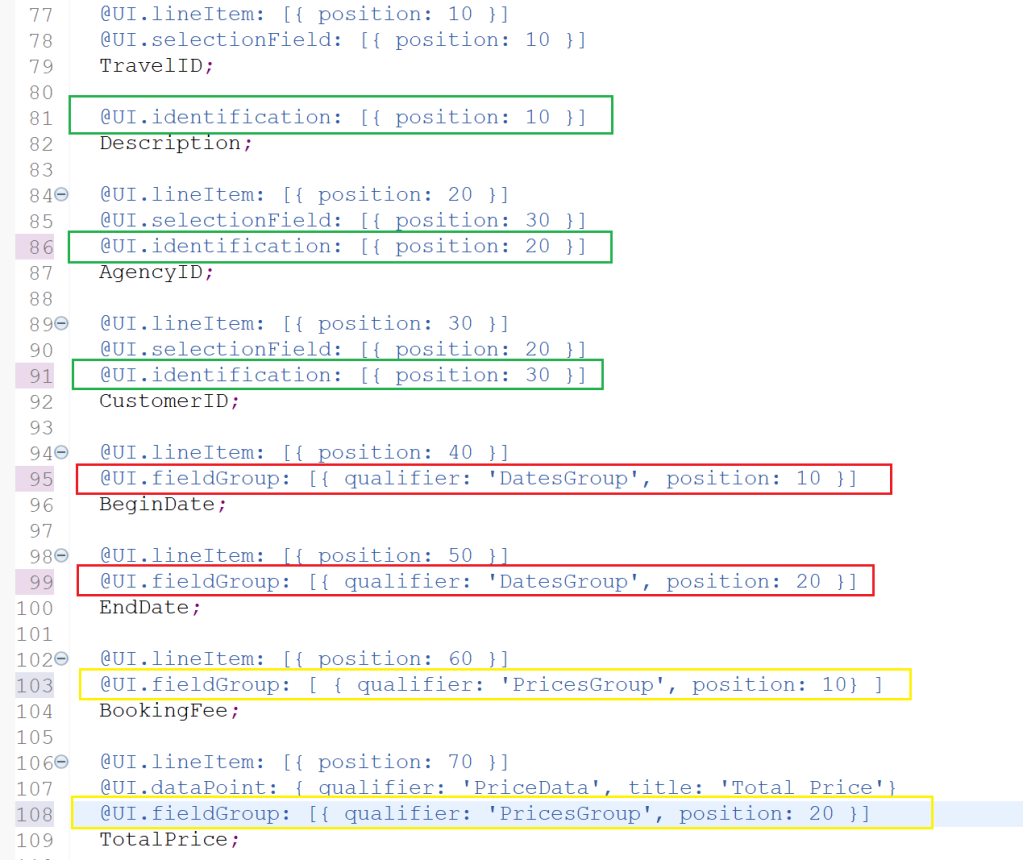 77 @UI.lineItem: [{ position: 10 }]
78 @UI.selectionField: [{ position: 10 }]
79 TravelID;
80
81 @UI.identification: [{ position: 10 }]
82 Description;
83
84 @UI.lineItem: [{ position: 20 }]
85 @UI.selectionField: [{ position: 30 }]
86 @UI.identification: [{ position: 20 }]
87 AgencyID;
88
89 @UI.lineItem: [{ position: 30 }]
90 @UI.selectionField: [{ position: 20 }]
91 @UI.identification: [{ position: 30 }]
92 CustomerID;
93
94 @UI.lineItem: [{ position: 40 }]
95 @UI.fieldGroup: [{ qualifier: 'DatesGroup', position: 10 }]
96 BeginDate;
97
98 @UI.lineItem: [{ position: 50 }]
99 @UI.fieldGroup: [{ qualifier: 'DatesGroup', position: 20 }]
100 EndDate;
101
102 @UI.lineItem: [{ position: 60 }]
103 @UI.fieldGroup: [ { qualifier: 'PricesGroup', position: 10} ]
104 BookingFee;
105
106 @UI.lineItem: [{ position: 70 }]
107 @UI.dataPoint: { qualifier: 'PriceData', title: 'Total Price'}
108 @UI.fieldGroup: [{ qualifier: 'PricesGroup', position: 20 }]
109 TotalPrice;